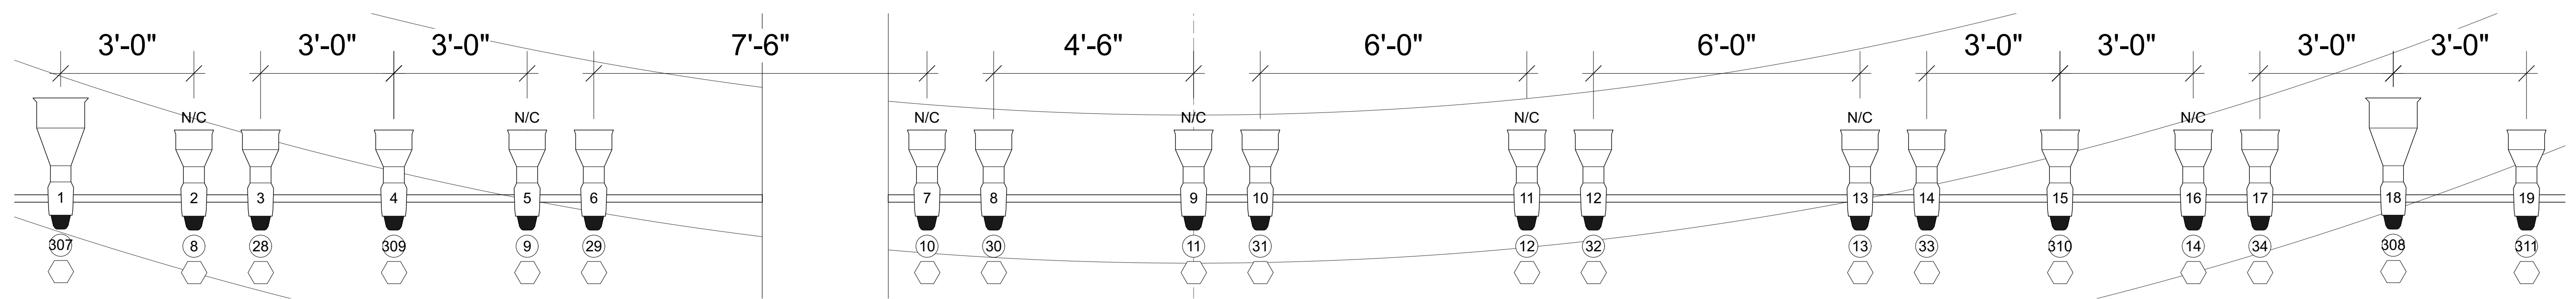 3'-0" 3'-0" 3'-0" 7'-6" 4'-6" 6'-0" 6'-0" 3'-0" 3'-0" 3'-0" 3'-0"
N/C N/C N/C N/C N/C N/C N/C
1 2 3 4 5 6 7 8 9 10 11 12 13 14 15 16 17 18 19
307 8 28 309 9 29 10 30 11 31 12 32 13 33 310 14 34 308 311